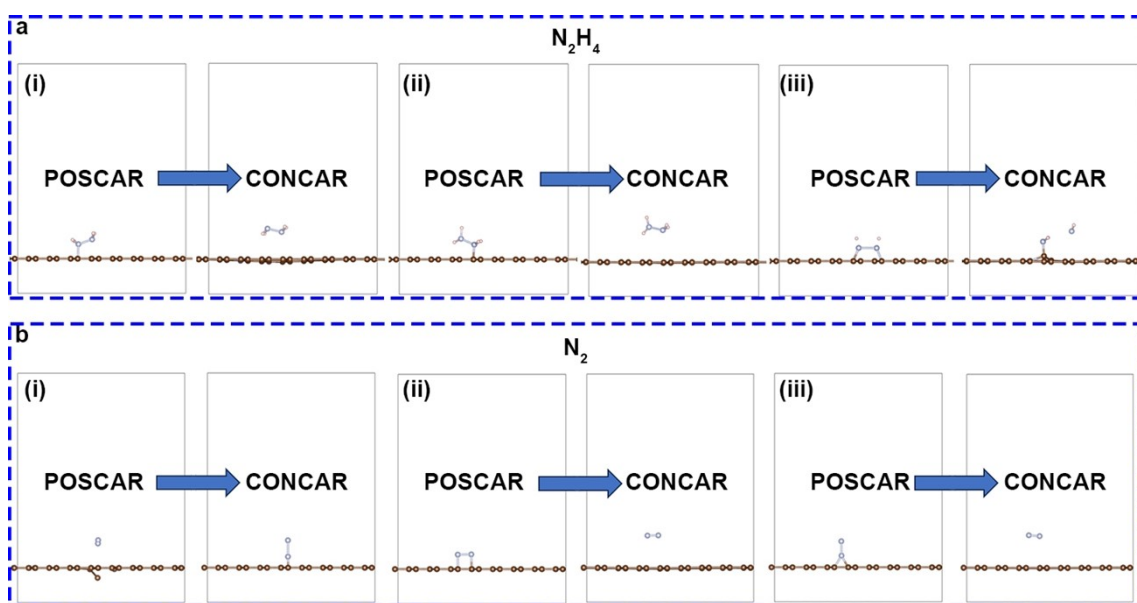 a
N₂H₄
(i) (ii) (iii)
POSCAR CONCAR POSCAR CONCAR POSCAR CONCAR
b
N₂
(i) (ii) (iii)
POSCAR CONCAR POSCAR CONCAR POSCAR CONCAR